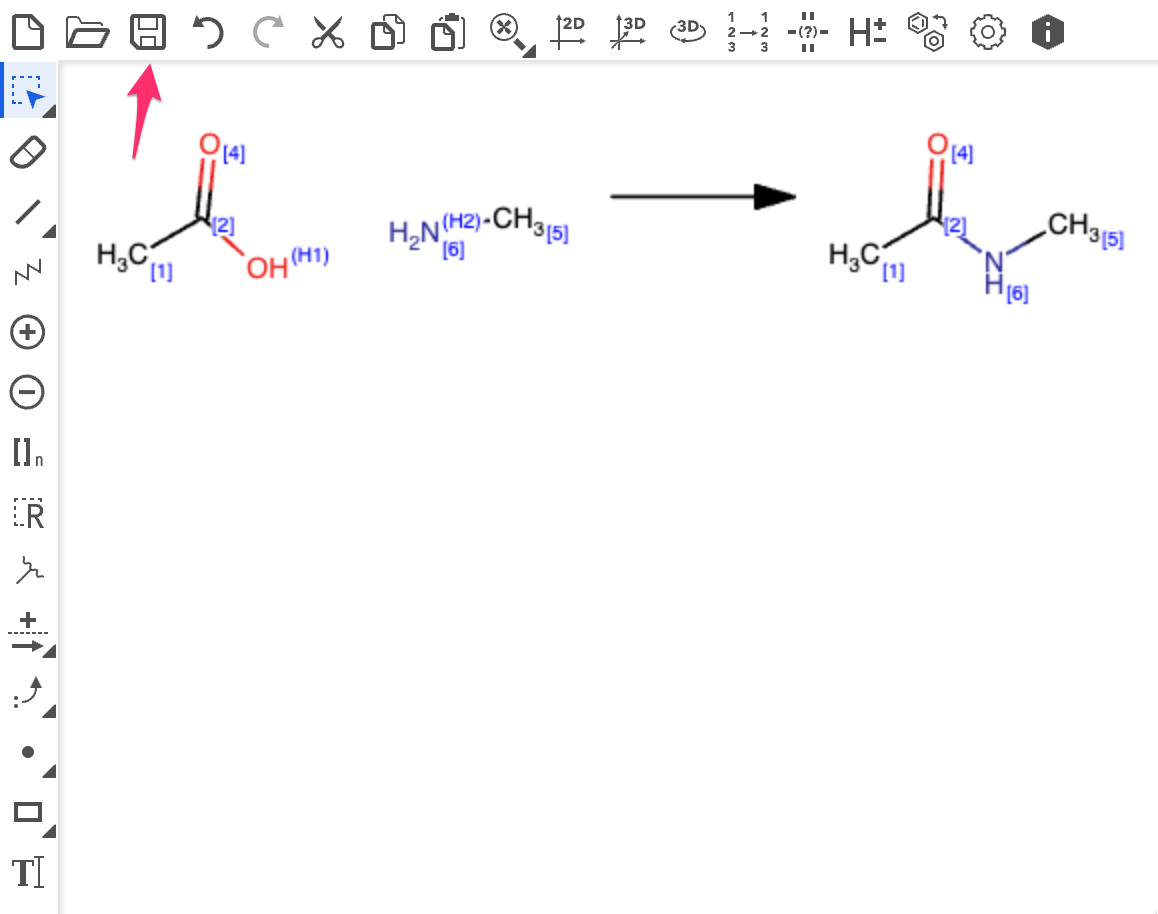 2D 3D 3D 1 2 3 → 1 2 3 (?) H±
O [4] O [4]
H₃C [1] [2] OH (H1) H₂N (H2) [6] CH₃ [5] H₃C [1] [2] N H [6] CH₃ [5]
[]n
R
T